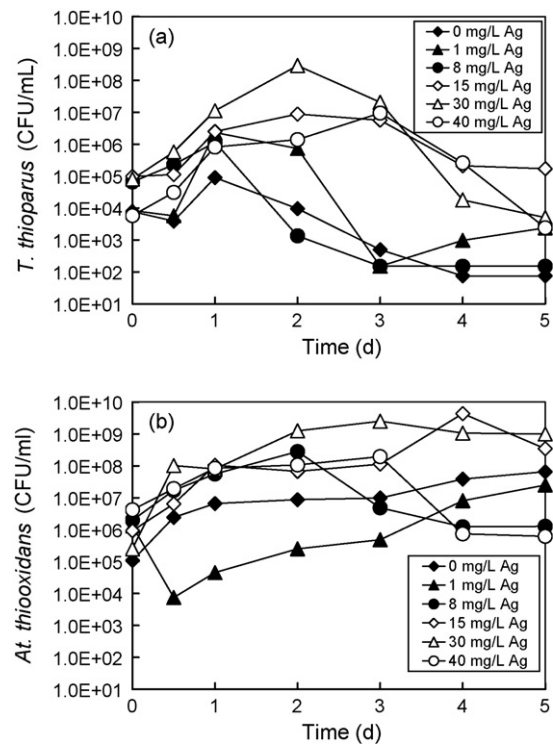 (a)
T. thioparus (CFU/mL)
1.0E+10
1.0E+09
1.0E+08
1.0E+07
1.0E+06
1.0E+05
1.0E+04
1.0E+03
1.0E+02
1.0E+01
0 mg/L Ag
1 mg/L Ag
8 mg/L Ag
15 mg/L Ag
30 mg/L Ag
40 mg/L Ag
0 1 2 3 4 5
Time (d)
(b)
At. thiooxidans (CFU/ml)
1.0E+10
1.0E+09
1.0E+08
1.0E+07
1.0E+06
1.0E+05
1.0E+04
1.0E+03
1.0E+02
1.0E+01
0 mg/L Ag
1 mg/L Ag
8 mg/L Ag
15 mg/L Ag
30 mg/L Ag
40 mg/L Ag
0 1 2 3 4 5
Time (d)